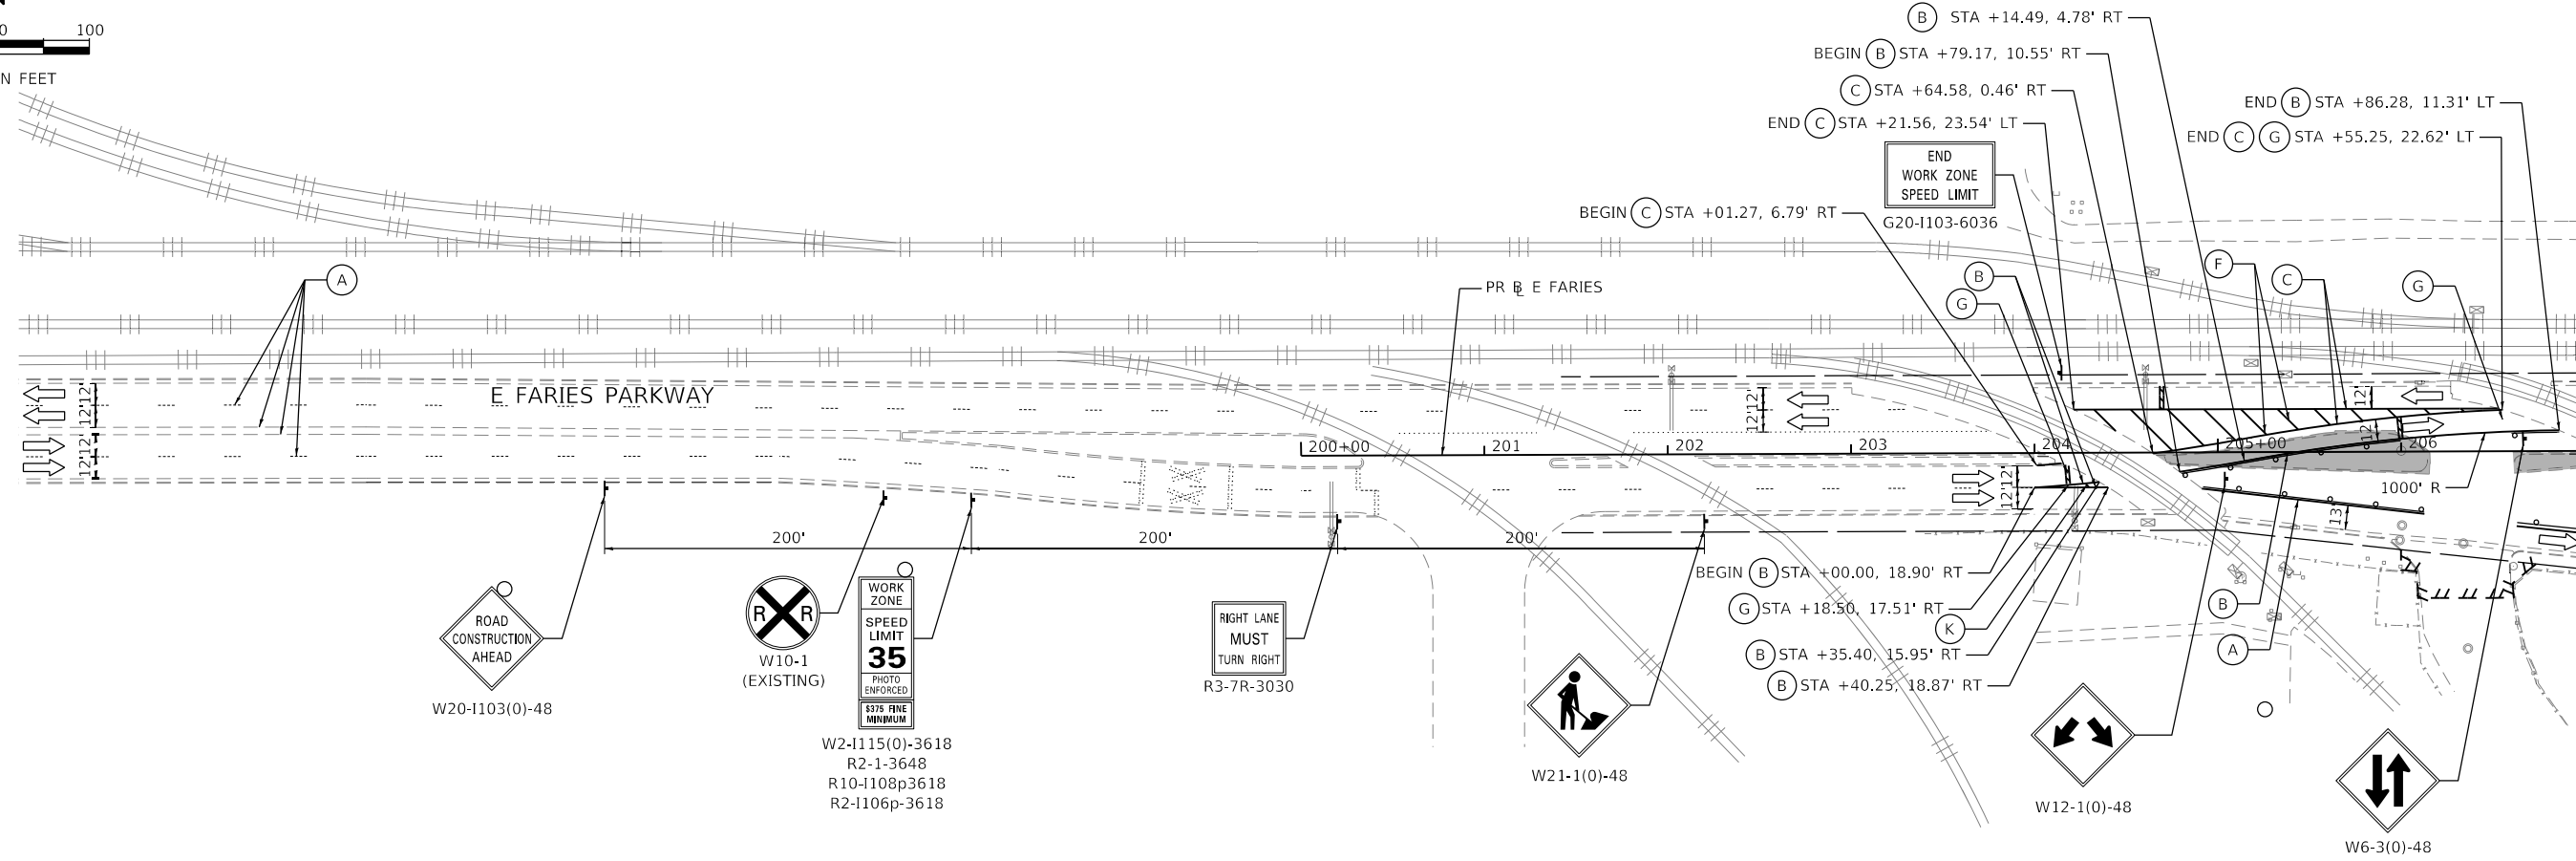 0 100
N FEET
B STA +14.49, 4.78' RT
BEGIN B STA +79.17, 10.55' RT
C STA +64.58, 0.46' RT
END C STA +21.56, 23.54' LT
END B STA +86.28, 11.31' LT
END C G STA +55.25, 22.62' LT
END
WORK ZONE
SPEED LIMIT
G20-I103-6036
BEGIN C STA +01.27, 6.79' RT
A
B
G
F
C
G
PR BL E FARIES
E FARIES PARKWAY
12' 12'
12' 12'
12' 12'
12'
12'
200+00
201
202
203
204
205+00
206
12' 12'
1000' R
13'
200'
200'
200'
ROAD
CONSTRUCTION
AHEAD
W20-I103(0)-48
R R
W10-1
(EXISTING)
WORK
ZONE
SPEED
LIMIT
35
PHOTO
ENFORCED
$375 FINE
MINIMUM
W2-I115(0)-3618
R2-1-3648
R10-I108p3618
R2-I106p-3618
RIGHT LANE
MUST
TURN RIGHT
R3-7R-3030
W21-1(0)-48
BEGIN B STA +00.00, 18.90' RT
G STA +18.50, 17.51' RT
K
B STA +35.40, 15.95' RT
B STA +40.25, 18.87' RT
B
A
W12-1(0)-48
W6-3(0)-48